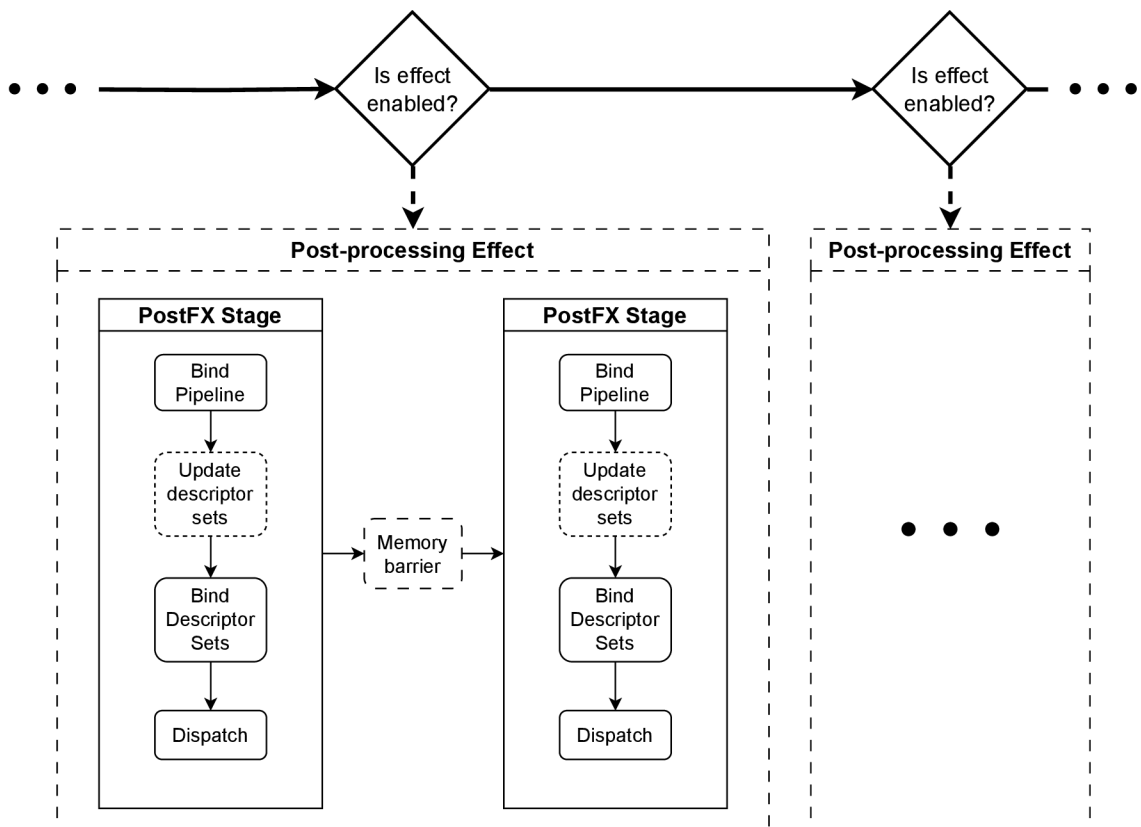 Is effect
enabled?
Is effect
enabled?
Post-processing Effect
Post-processing Effect
PostFX Stage
Bind
Pipeline
Update
descriptor
sets
Bind
Descriptor
Sets
Dispatch
Memory
barrier
PostFX Stage
Bind
Pipeline
Update
descriptor
sets
Bind
Descriptor
Sets
Dispatch